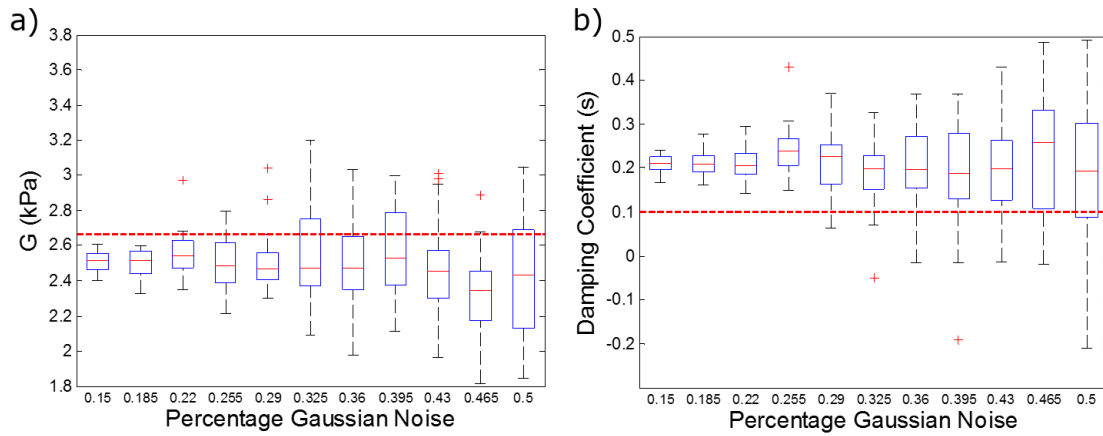 a)
3.8
3.6
3.4
3.2
3
2.8
2.6
2.4
2.2
2
1.8
G (kPa)
0.15 0.185 0.22 0.255 0.29 0.325 0.36 0.395 0.43 0.465 0.5
Percentage Gaussian Noise
b)
0.5
0.4
0.3
0.2
0.1
0
-0.1
-0.2
Damping Coefficient (s)
0.15 0.185 0.22 0.255 0.29 0.325 0.36 0.395 0.43 0.465 0.5
Percentage Gaussian Noise